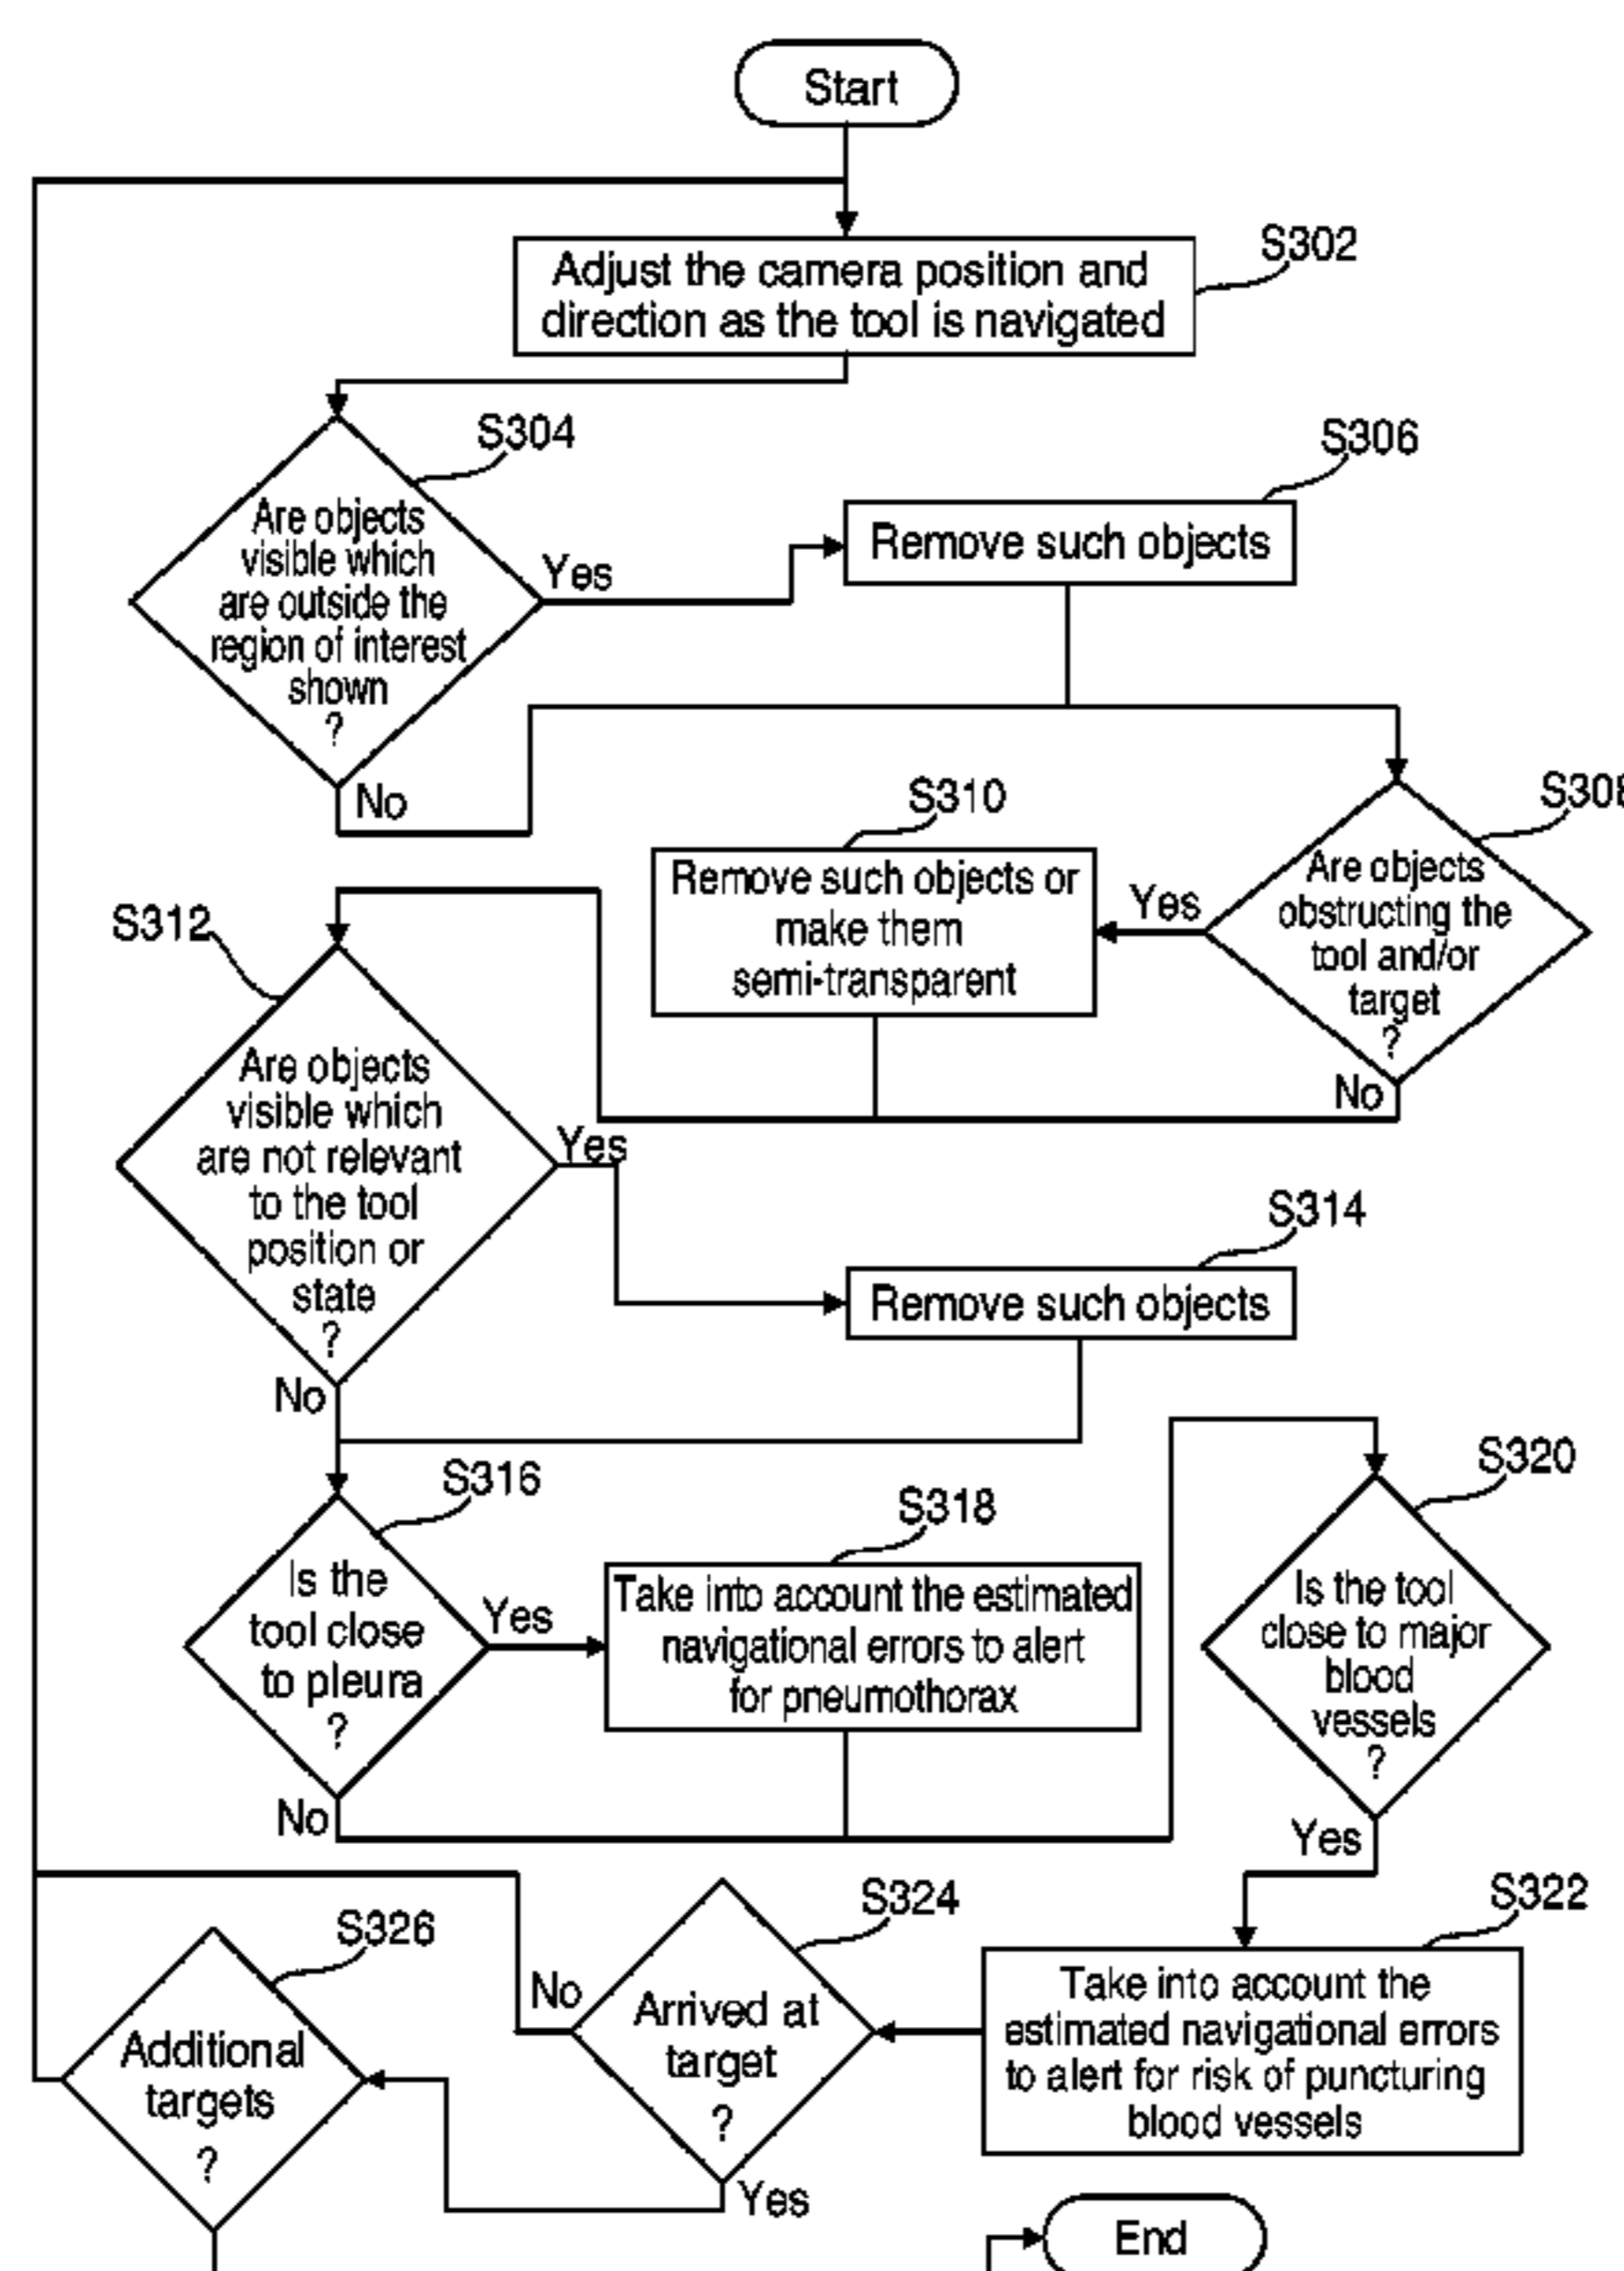 Start
S302
Adjust the camera position and
direction as the tool is navigated
S304
Are objects
visible which
are outside the
region of interest
shown
?
Yes
No
S306
Remove such objects
S308
Are objects
obstructing the
tool and/or
target
?
Yes
No
S310
Remove such objects or
make them
semi-transparent
S312
Are objects
visible which
are not relevant
to the tool
position or
state
?
Yes
No
S314
Remove such objects
S316
Is the
tool close
to pleura
?
Yes
No
S318
Take into account the estimated
navigational errors to alert
for pneumothorax
S320
Is the tool
close to major
blood
vessels
?
Yes
S322
Take into account the
estimated navigational errors
to alert for risk of puncturing
blood vessels
S324
Arrived at
target
?
No
Yes
S326
Additional
targets
?
End